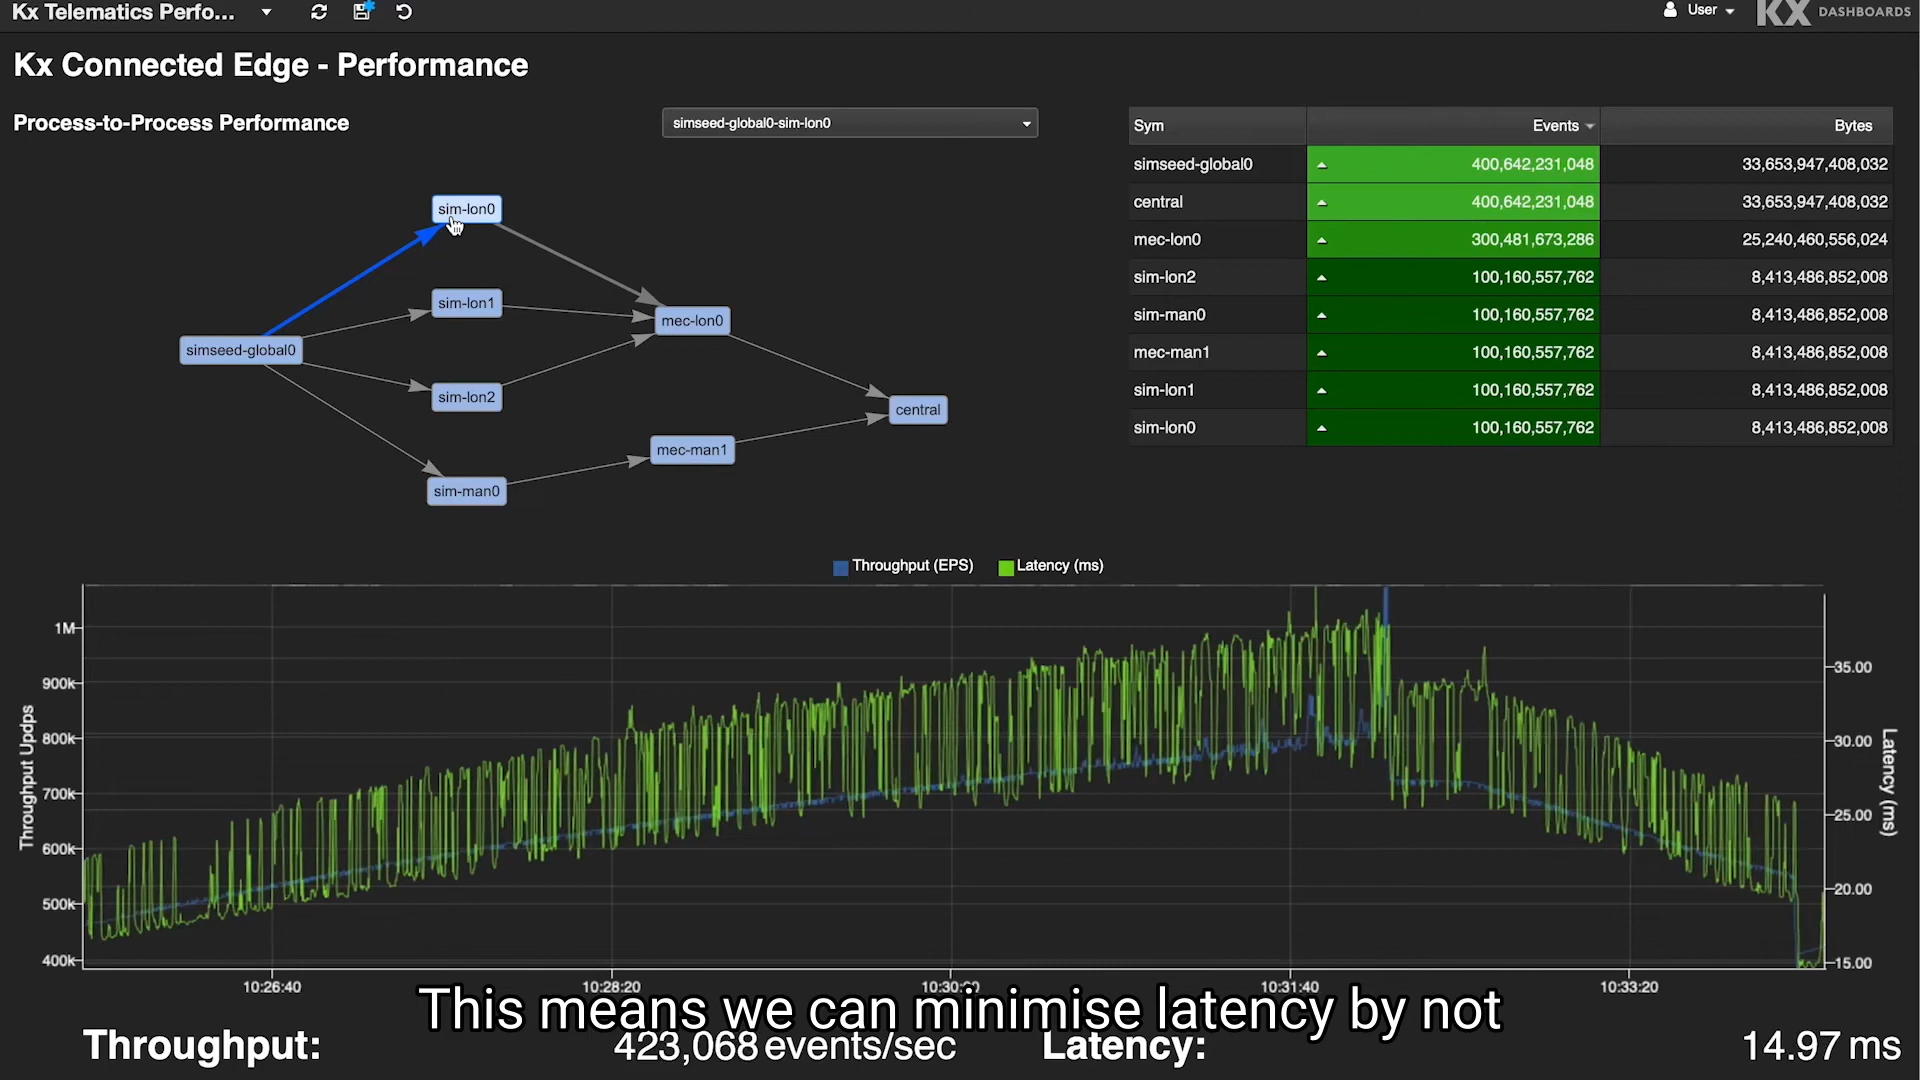 Kx Telematics Perfo...
User
KX DASHBOARDS
Kx Connected Edge - Performance
Process-to-Process Performance
simseed-global0-sim-lon0
sim-lon0
sim-lon1
mec-lon0
simseed-global0
sim-lon2
central
mec-man1
sim-man0
Sym Events Bytes
simseed-global0 400,642,231,048 33,653,947,408,032
central 400,642,231,048 33,653,947,408,032
mec-lon0 300,481,673,286 25,240,460,556,024
sim-lon2 100,160,557,762 8,413,486,852,008
sim-man0 100,160,557,762 8,413,486,852,008
mec-man1 100,160,557,762 8,413,486,852,008
sim-lon1 100,160,557,762 8,413,486,852,008
sim-lon0 100,160,557,762 8,413,486,852,008
Throughput (EPS) Latency (ms)
Throughput Updps
1M
900k
800k
700k
600k
500k
400k
35.00
30.00
25.00
20.00
15.00
Latency (ms)
10:26:40 10:28:20 10:31:40 10:33:20
This means we can minimise latency by not
Throughput: 423,068 events/sec Latency: 14.97 ms